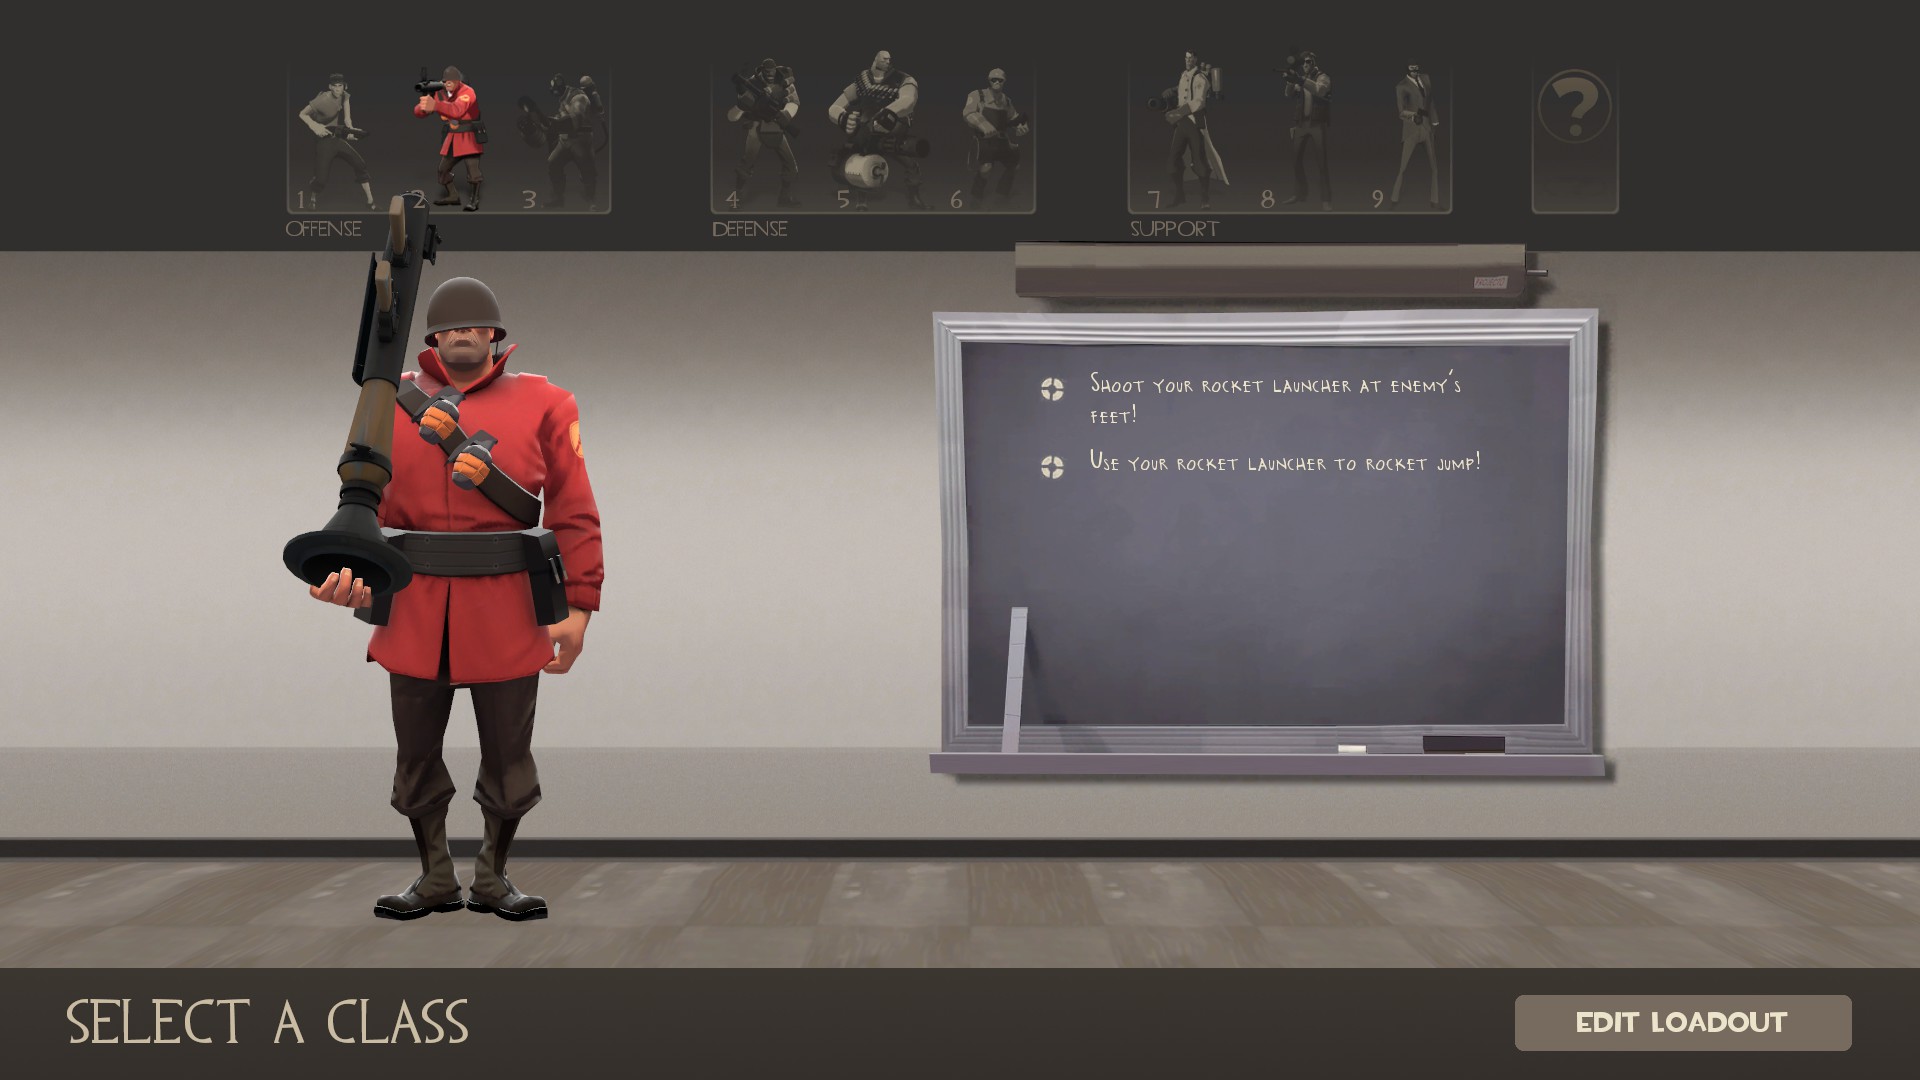 1 2 3
OFFENSE
4 5 6
DEFENSE
7 8 9
SUPPORT
?
Shoot your rocket launcher at enemy's
feet!
Use your rocket launcher to rocket jump!
SELECT A CLASS
EDIT LOADOUT